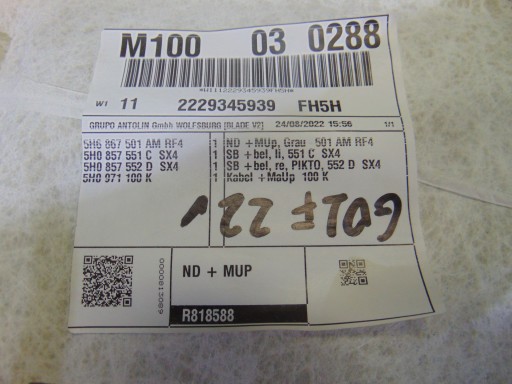 M100 03 0288
*WI112229345939FH5H*
WI 11 2229345939 FH5H
GRUPO ANTOLIN GmbH WOLFSBURG [BLADE V7] 24/08/2022 15:56 1/1
5H6 867 501 AM RF4 1 ND + MUp, Grau 501 AM RF4
5H0 857 551 C SX4 1 SB + bel, li, 551 C SX4
5H0 857 552 D SX4 1 SB + bel, re, PIKTO, 552 D SX4
5H0 971 100 K 1 Kabel + MaUp 100 K
GOLF 22
ND + MUP
R818588